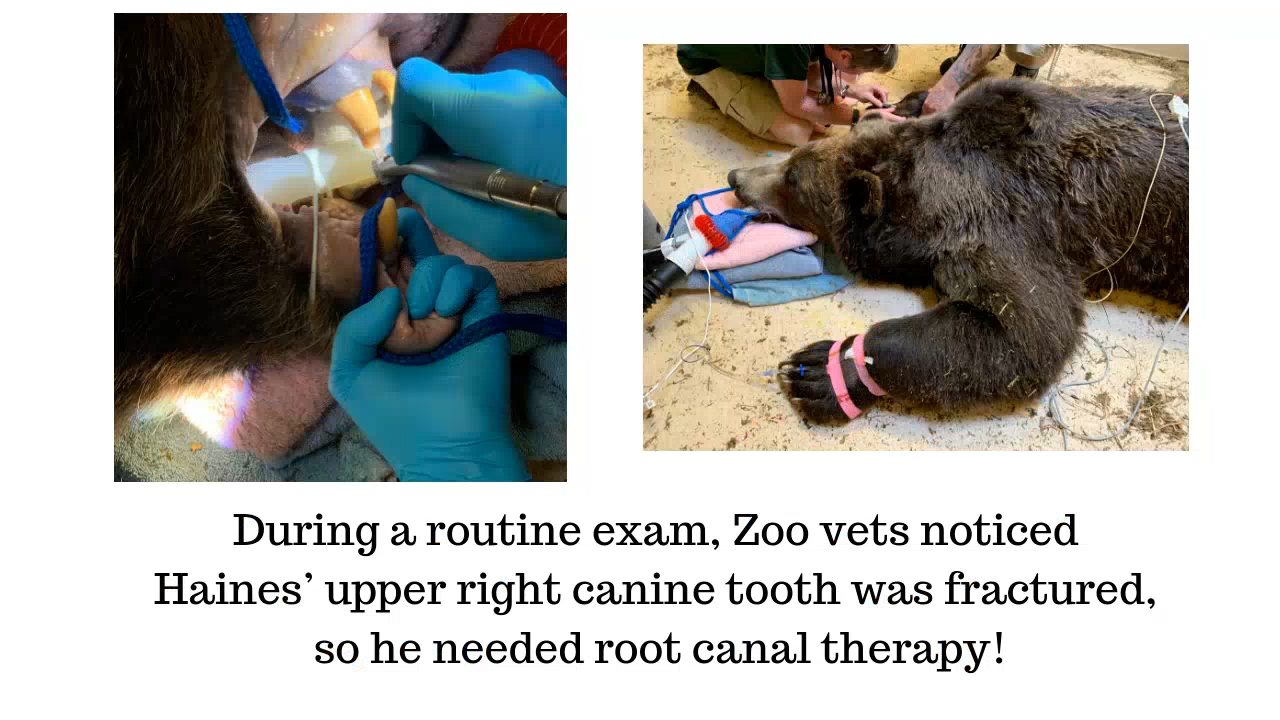 During a routine exam, Zoo vets noticed
Haines’ upper right canine tooth was fractured,
so he needed root canal therapy!